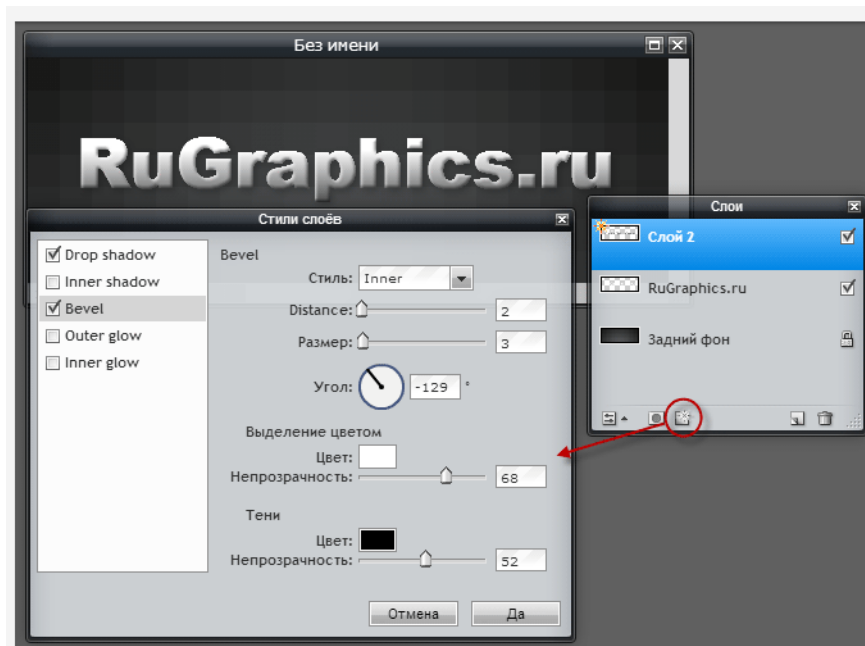 Без имени
RuGraphics.ru
Стили слоёв
Drop shadow
Inner shadow
Bevel
Outer glow
Inner glow
Bevel
Стиль: Inner
Distance: 2
Размер: 3
Угол: -129 °
Выделение цветом
Цвет:
Непрозрачность: 68
Тени
Цвет:
Непрозрачность: 52
Отмена Да
Слои
Слой 2
RuGraphics.ru
Задний фон